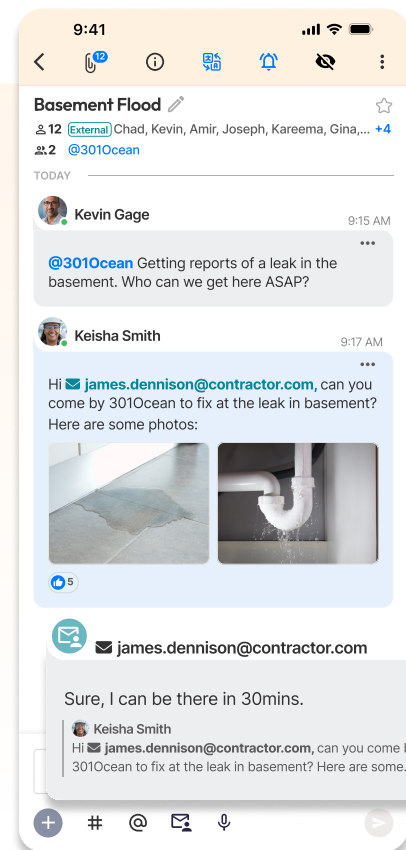 9:41
12
Basement Flood
12 External Chad, Kevin, Amir, Joseph, Kareema, Gina,... +4
2 @301Ocean
TODAY
Kevin Gage
9:15 AM
@301Ocean Getting reports of a leak in the
basement. Who can we get here ASAP?
Keisha Smith
9:17 AM
Hi james.dennison@contractor.com, can you
come by 301Ocean to fix at the leak in basement?
Here are some photos:
5
james.dennison@contractor.com
Sure, I can be there in 30mins.
Keisha Smith
Hi james.dennison@contractor.com, can you come
301Ocean to fix at the leak in basement? Here are some.
# @